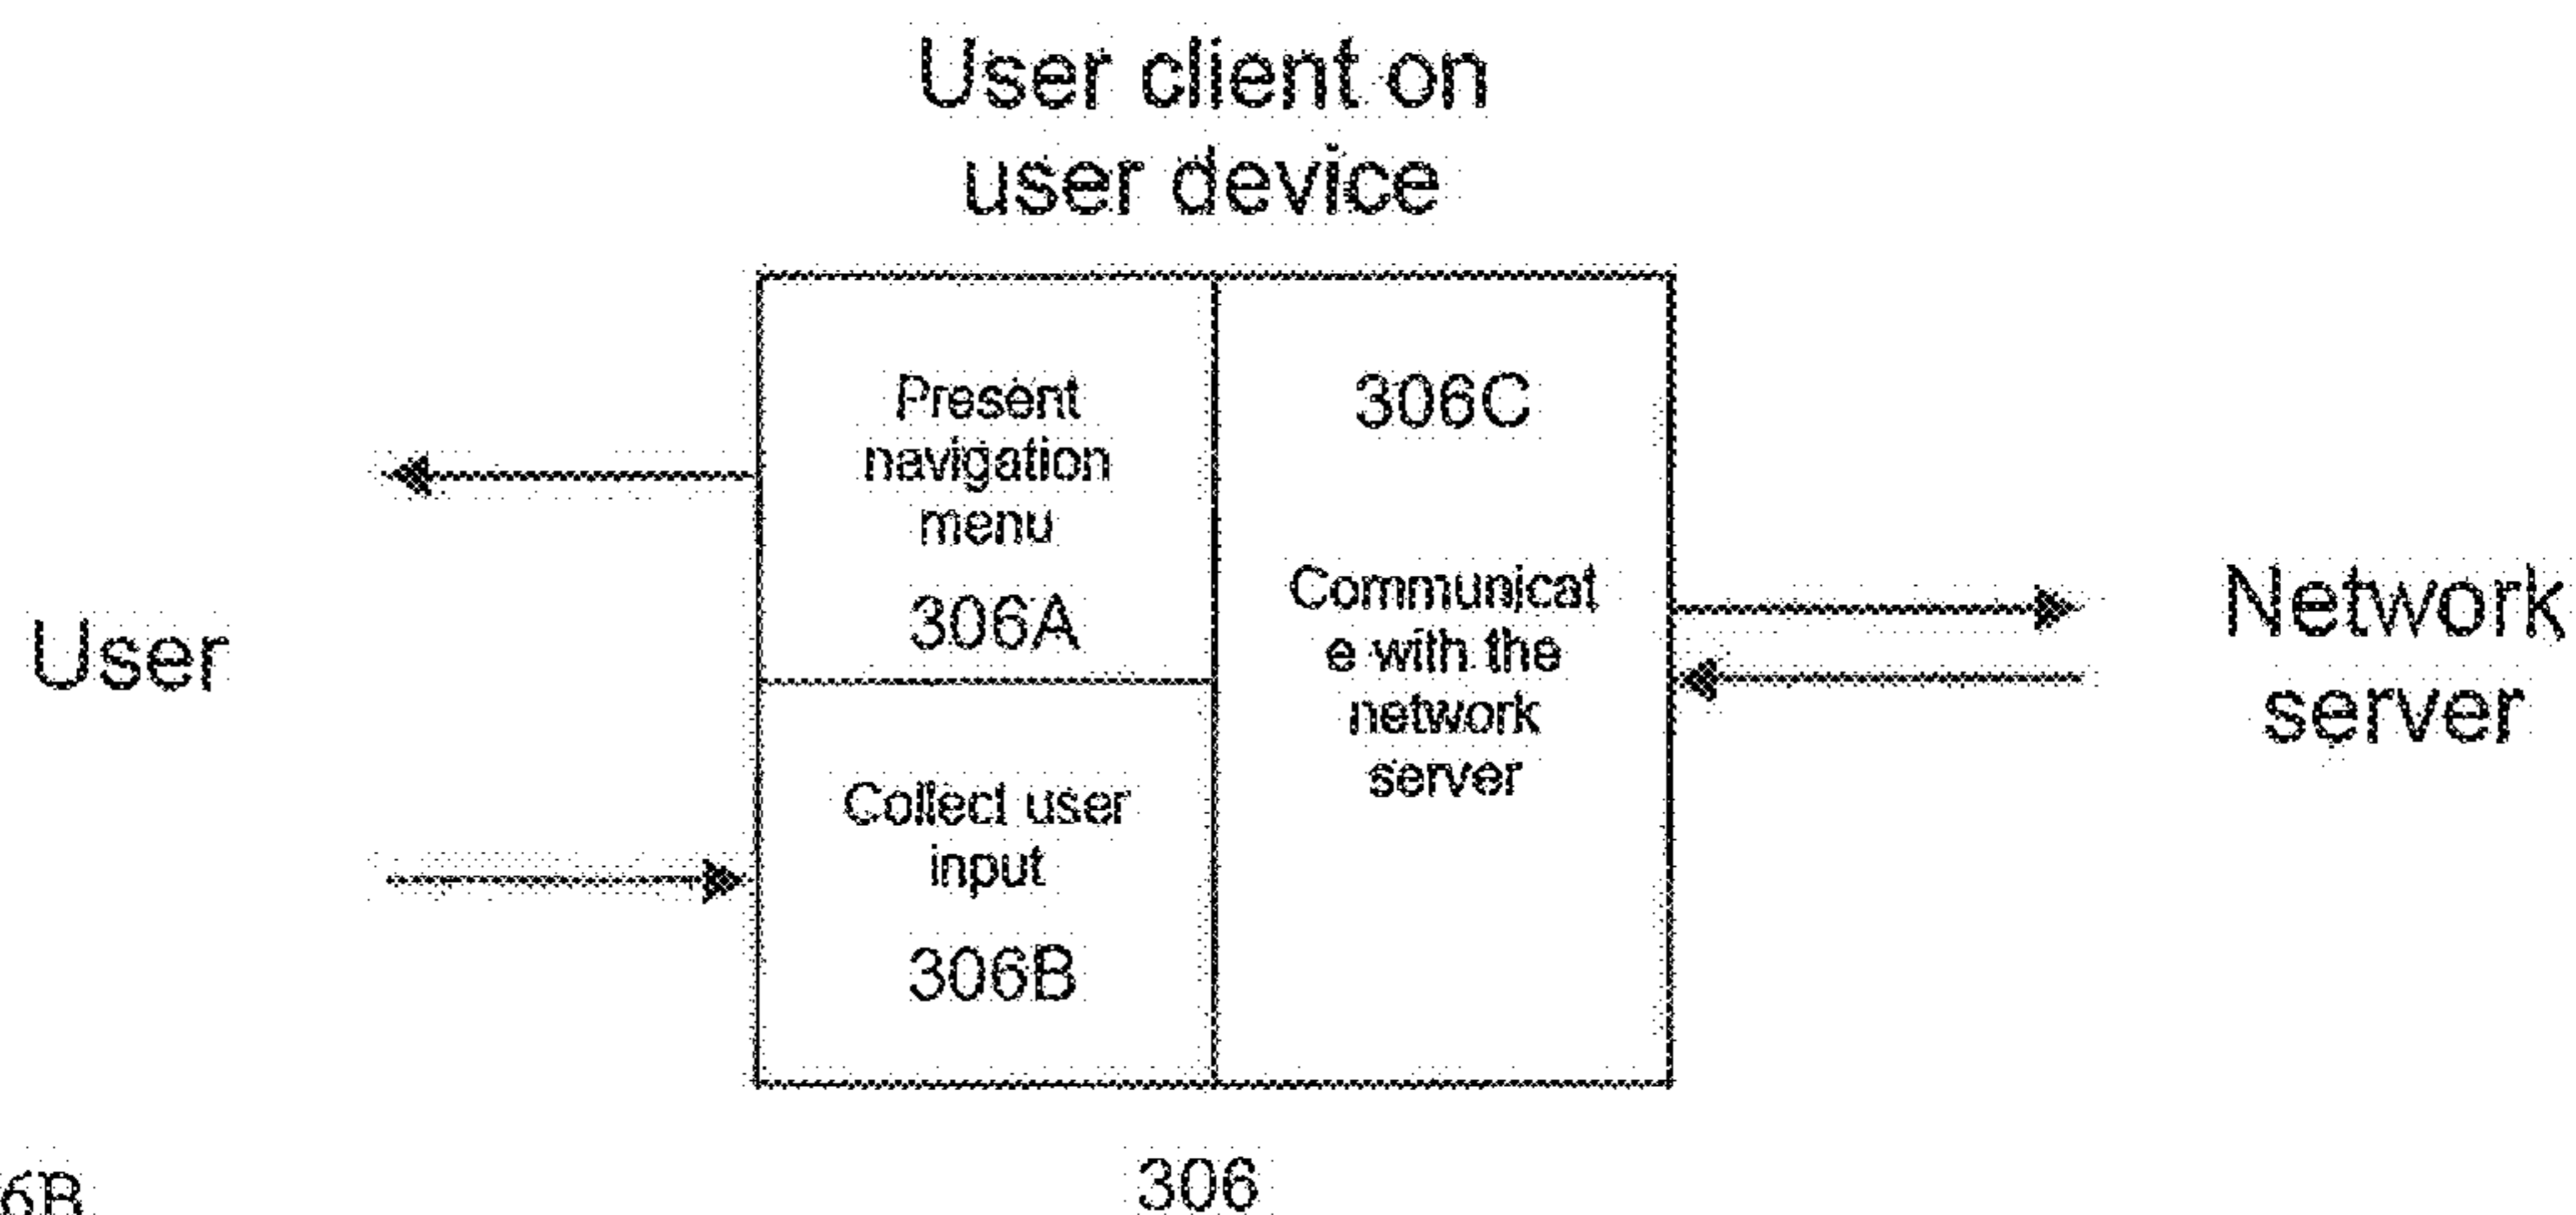 User client on
user device
Present
navigation
menu
306A
306C
Communicat
e with the
network
server
User
Network
server
Collect user
input
306B
306
6B